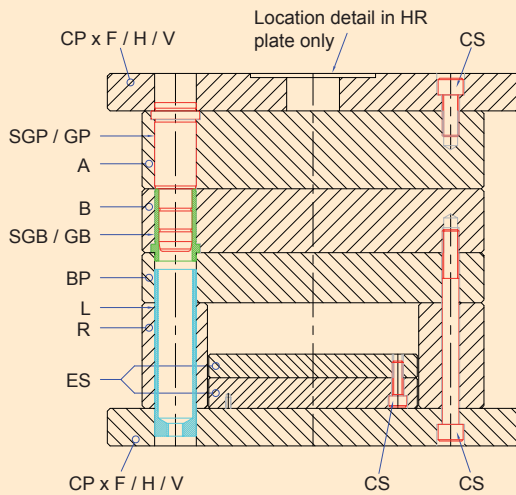 Location detail in HR
plate only
CP x F / H / V
CS
SGP / GP
A
B
SGB / GB
BP
L
R
ES
CP x F / H / V
CS
CS